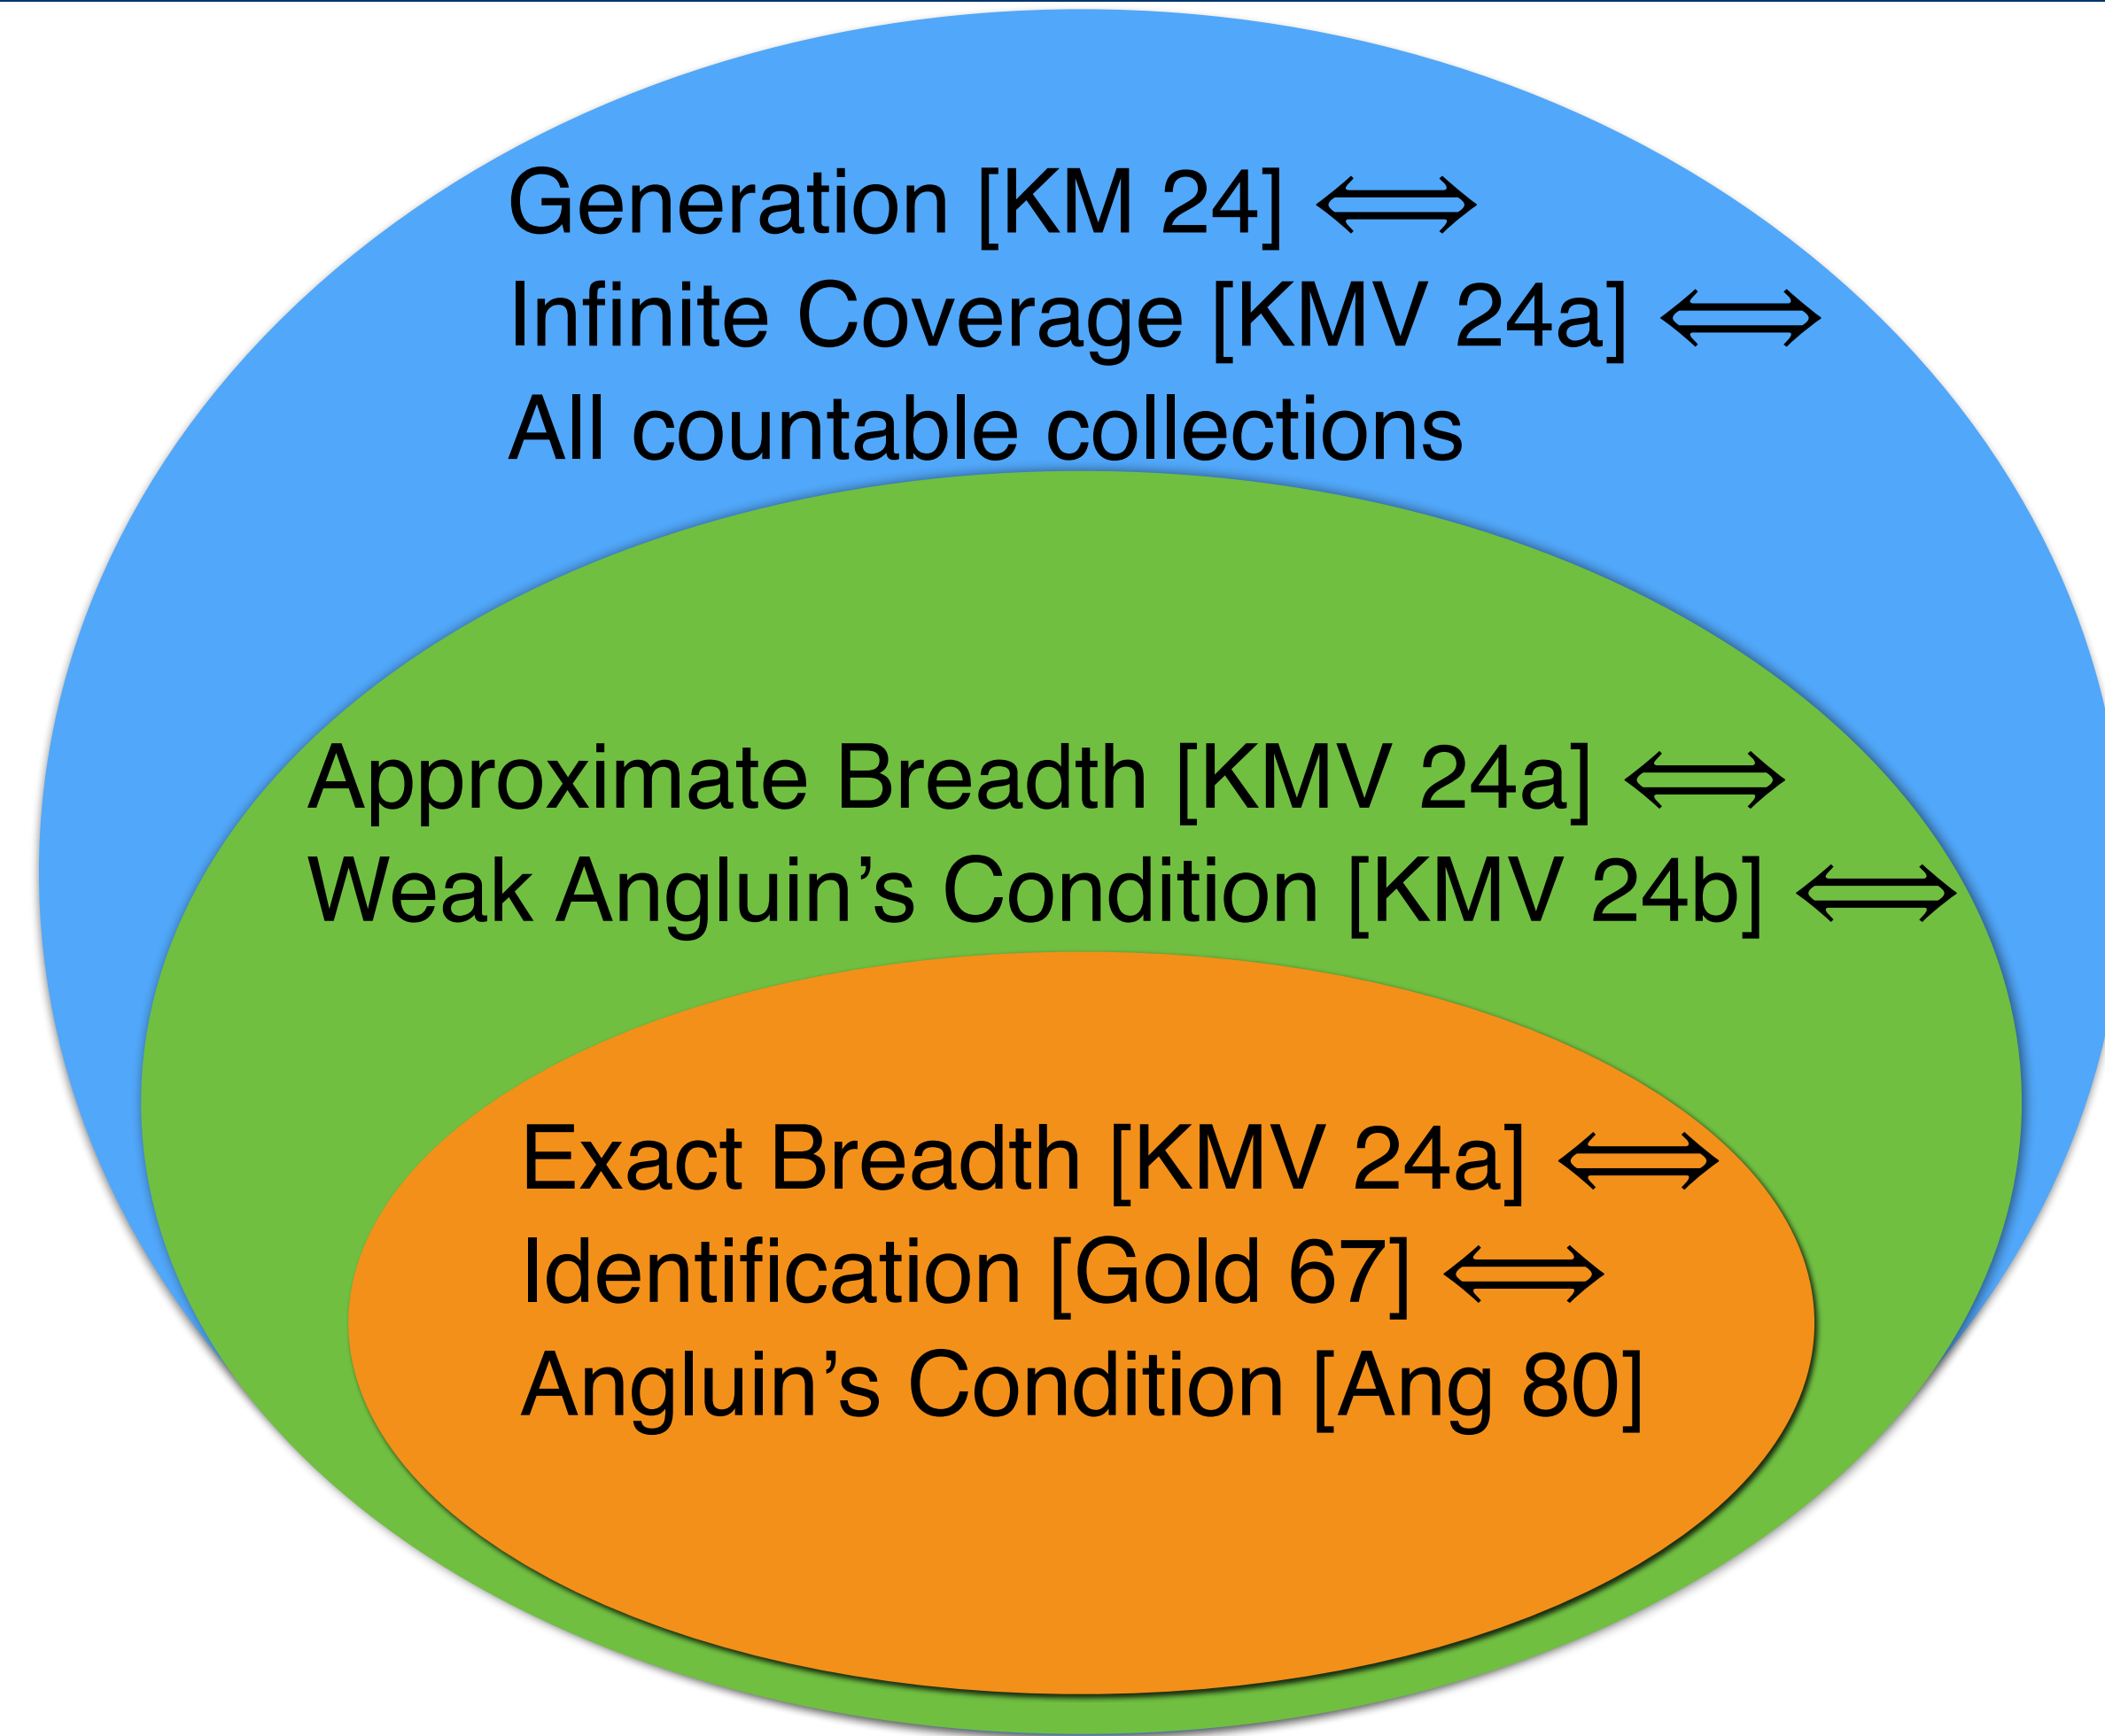 Generation [KM 24] ⟺
Infinite Coverage [KMV 24a] ⟺
All countable collections
Approximate Breadth [KMV 24a] ⟺
Weak Angluin’s Condition [KMV 24b] ⟺
Exact Breadth [KMV 24a] ⟺
Identification [Gold 67] ⟺
Angluin’s Condition [Ang 80]